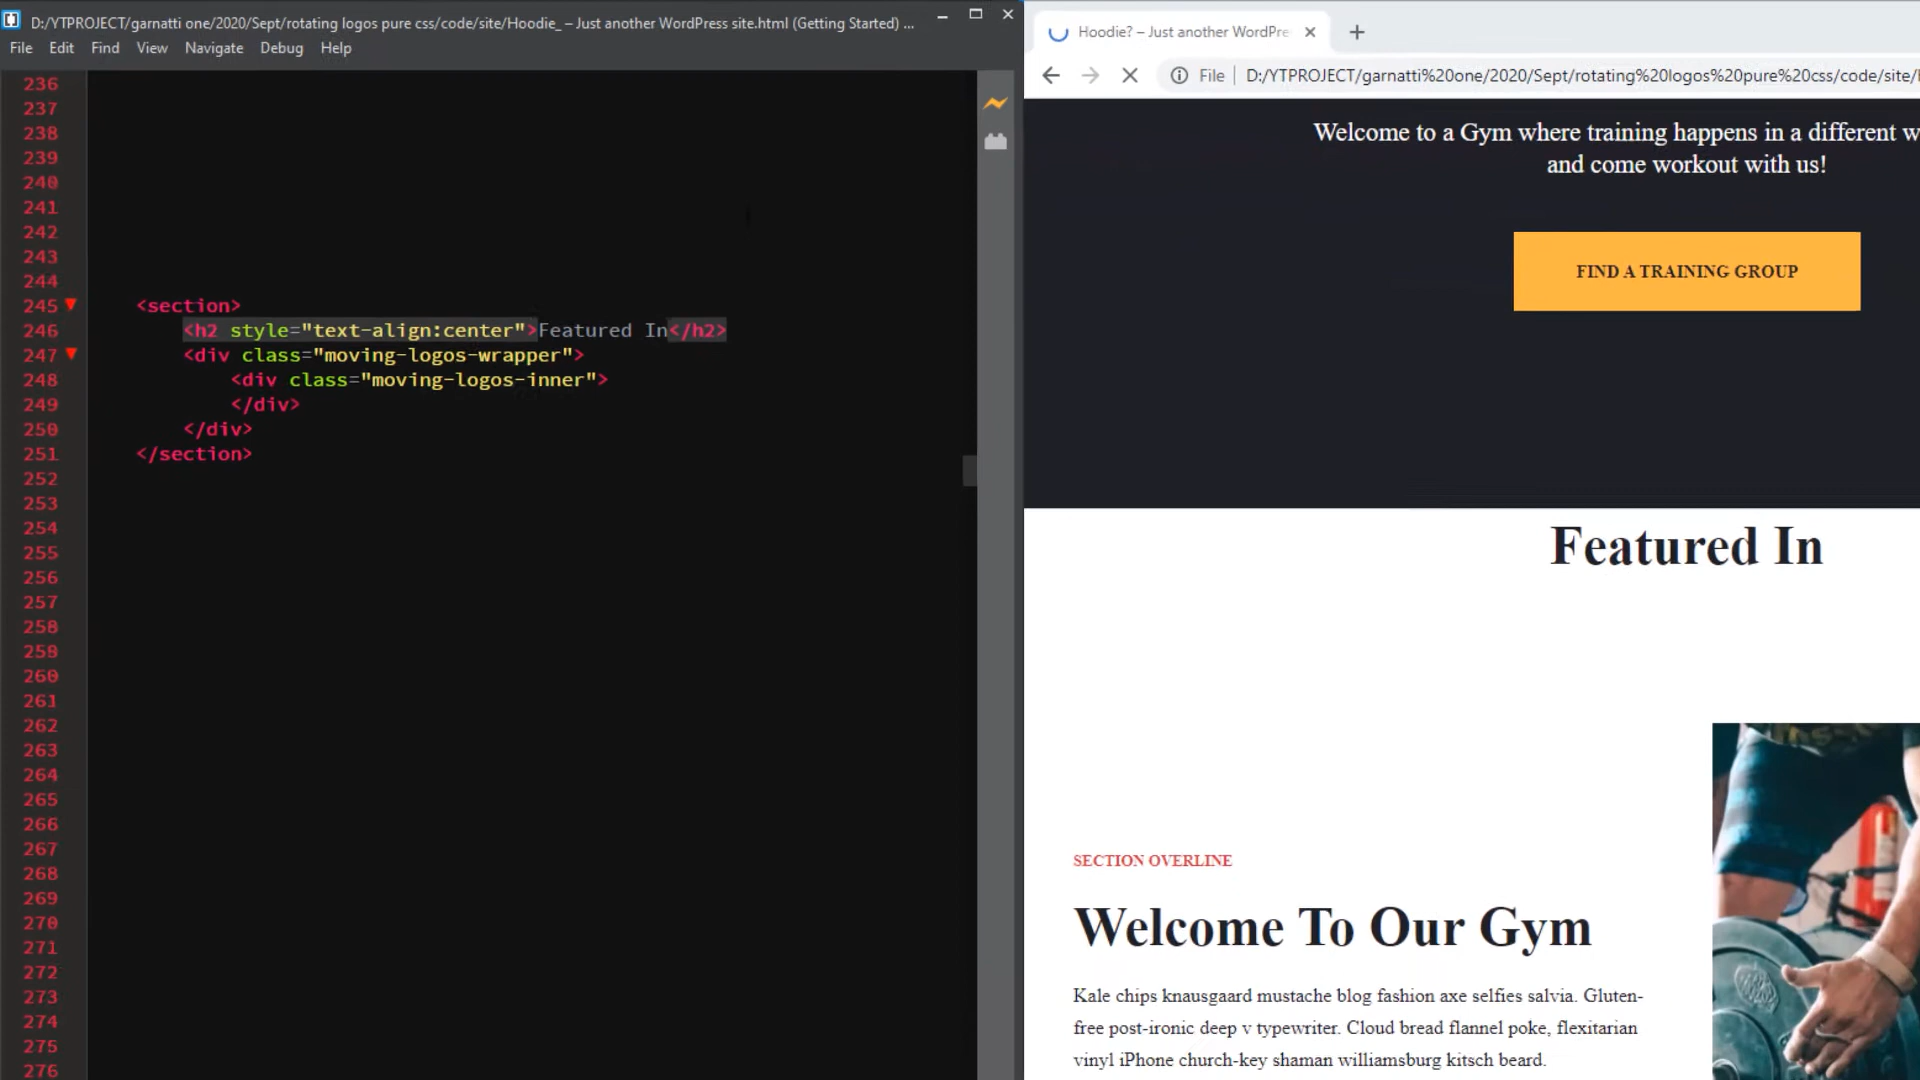 D:/YTPROJECT/garnatti one/2020/Sept/rotating logos pure css/code/site/Hoodie_ – Just another WordPress site.html (Getting Started) ...
File Edit Find View Navigate Debug Help
236
237
238
239
240
241
242
243
244
245 <section>
246 <h2 style="text-align:center">Featured In</h2>
247 <div class="moving-logos-wrapper">
248 <div class="moving-logos-inner">
249 </div>
250 </div>
251 </section>
252
253
254
255
256
257
258
259
260
261
262
263
264
265
266
267
268
269
270
271
272
273
274
275
276
Hoodie? – Just another WordPre
File D:/YTPROJECT/garnatti%20one/2020/Sept/rotating%20logos%20pure%20css/code/site/
Welcome to a Gym where training happens in a different w
and come workout with us!
FIND A TRAINING GROUP
Featured In
SECTION OVERLINE
Welcome To Our Gym
Kale chips knausgaard mustache blog fashion axe selfies salvia. Gluten-
free post-ironic deep v typewriter. Cloud bread flannel poke, flexitarian
vinyl iPhone church-key shaman williamsburg kitsch beard.